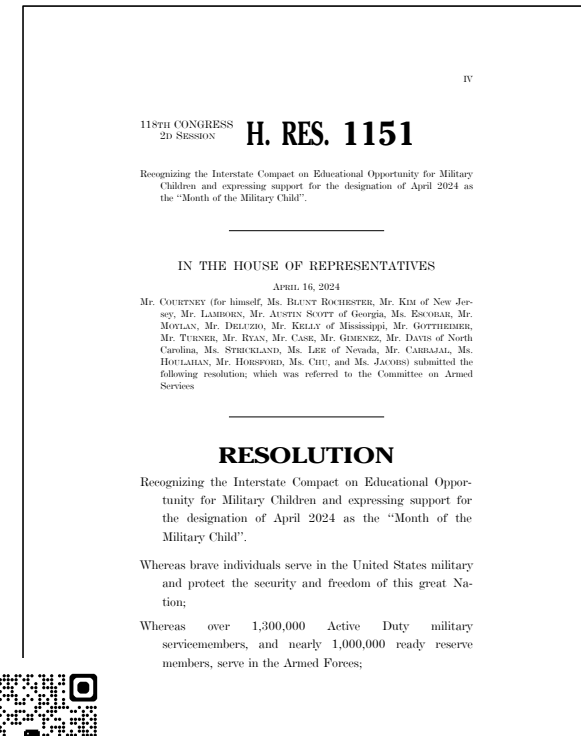 IV
118TH CONGRESS
2D SESSION
H. RES. 1151
Recognizing the Interstate Compact on Educational Opportunity for Military
Children and expressing support for the designation of April 2024 as
the ‘‘Month of the Military Child’’.
IN THE HOUSE OF REPRESENTATIVES
APRIL 16, 2024
Mr. COURTNEY (for himself, Ms. BLUNT ROCHESTER, Mr. KIM of New Jer-
sey, Mr. LAMBORN, Mr. AUSTIN SCOTT of Georgia, Ms. ESCOBAR, Mr.
MOYLAN, Mr. DELUZIO, Mr. KELLY of Mississippi, Mr. GOTTHEIMER,
Mr. TURNER, Mr. RYAN, Mr. CASE, Mr. GIMENEZ, Mr. DAVIS of North
Carolina, Ms. STRICKLAND, Ms. LEE of Nevada, Mr. CARBAJAL, Ms.
HOULAHAN, Mr. HORSFORD, Ms. CHU, and Ms. JACOBS) submitted the
following resolution; which was referred to the Committee on Armed
Services
RESOLUTION
Recognizing the Interstate Compact on Educational Oppor-
tunity for Military Children and expressing support for
the designation of April 2024 as the ‘‘Month of the
Military Child’’.
Whereas brave individuals serve in the United States military
and protect the security and freedom of this great Na-
tion;
Whereas over 1,300,000 Active Duty military
servicemembers, and nearly 1,000,000 ready reserve
members, serve in the Armed Forces;